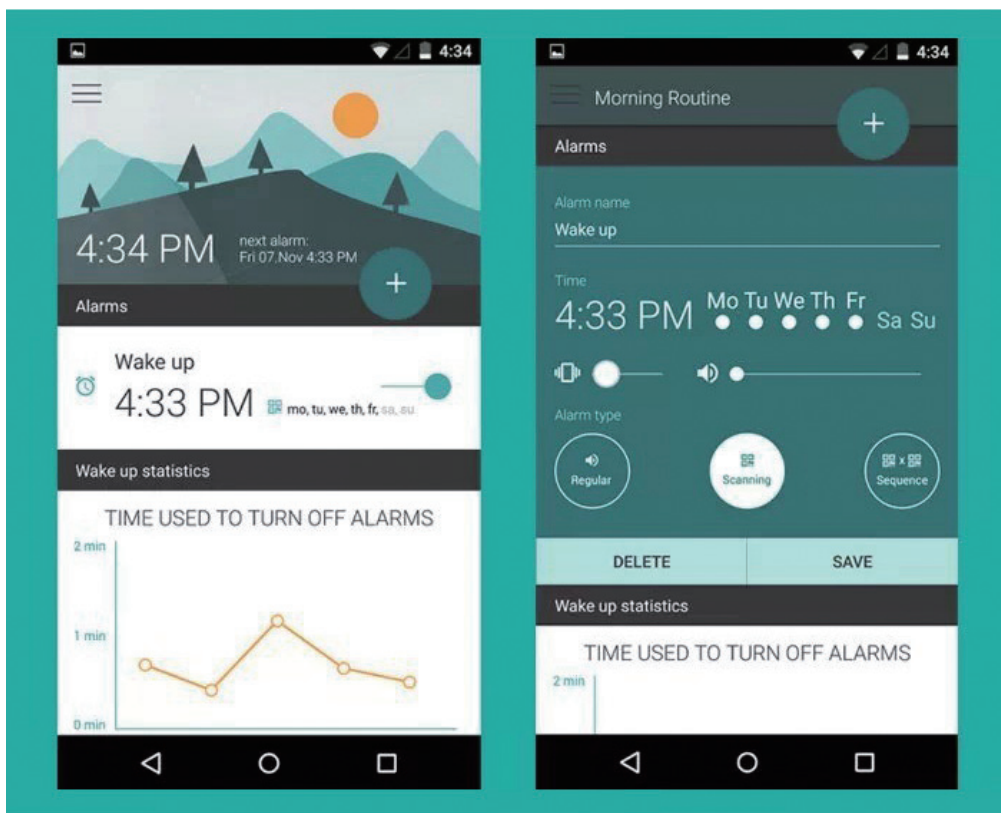 4:34
4:34 PM
next alarm:
Fri 07.Nov 4:33 PM
+
Alarms
Wake up
4:33 PM
mo, tu, we, th, fr, sa, su
Wake up statistics
TIME USED TO TURN OFF ALARMS
2 min
1 min
0 min
4:34
Morning Routine
+
Alarms
Alarm name
Wake up
Time
4:33 PM
Mo Tu We Th Fr Sa Su
Alarm type
Regular
Scanning
x
Sequence
DELETE
SAVE
Wake up statistics
TIME USED TO TURN OFF ALARMS
2 min